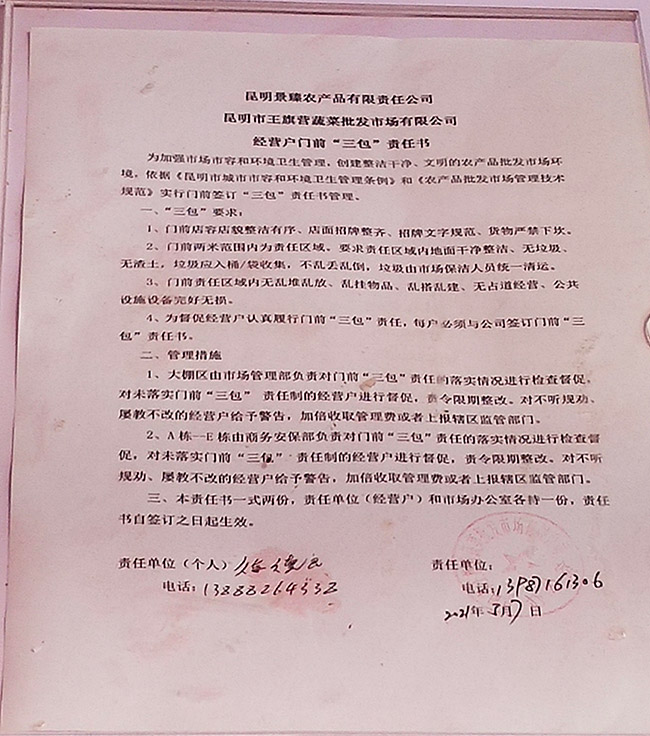 昆明景臻农产品有限责任公司
昆明市王旗营蔬菜批发市场有限公司
经营户门前“三包”责任书
为加强市场市容和环境卫生管理，创建整洁干净、文明的农产品批发市场环
境，依据《昆明市城市市容和环境卫生管理条例》和《农产品批发市场管理技术
规范》实行门前签订“三包”责任书管理。
一、“三包”要求：
1、门前店容店貌整洁有序、店面招牌整齐、招牌文字规范、货物严禁下坎。
2、门前两米范围内为责任区域。要求责任区域内地面干净整洁、无垃圾、
无渣土，垃圾应入桶/袋收集，不乱丢乱倒，垃圾由市场保洁人员统一清运。
3、门前责任区域内无乱堆乱放、乱挂物品、乱搭乱建、无占道经营、公共
设施设备完好无损。
4、为督促经营户认真履行门前“三包”责任，每户必须与公司签订门前“三
包”责任书。
二、管理措施
1、大棚区由市场管理部负责对门前“三包”责任的落实情况进行检查督促，
对未落实门前“三包” 责任制的经营户进行督促，责令限期整改。对不听规劝、
屡教不改的经营户给予警告，加倍收取管理费或者上报辖区监管部门。
2、A栋—E栋由商务安保部负责对门前“三包”责任的落实情况进行检查督
促，对未落实门前“三包”责任制的经营户进行督促，责令限期整改。对不听
规劝、屡教不改的经营户给予警告，加倍收取管理费或者上报辖区监管部门。
三、本责任书一式两份，责任单位（经营户）和市场办公室各持一份，责任
书自签订之日起生效。
责任单位（个人）
责任单位：
电话：13888264338
电话：13987161306
2021年3月7日